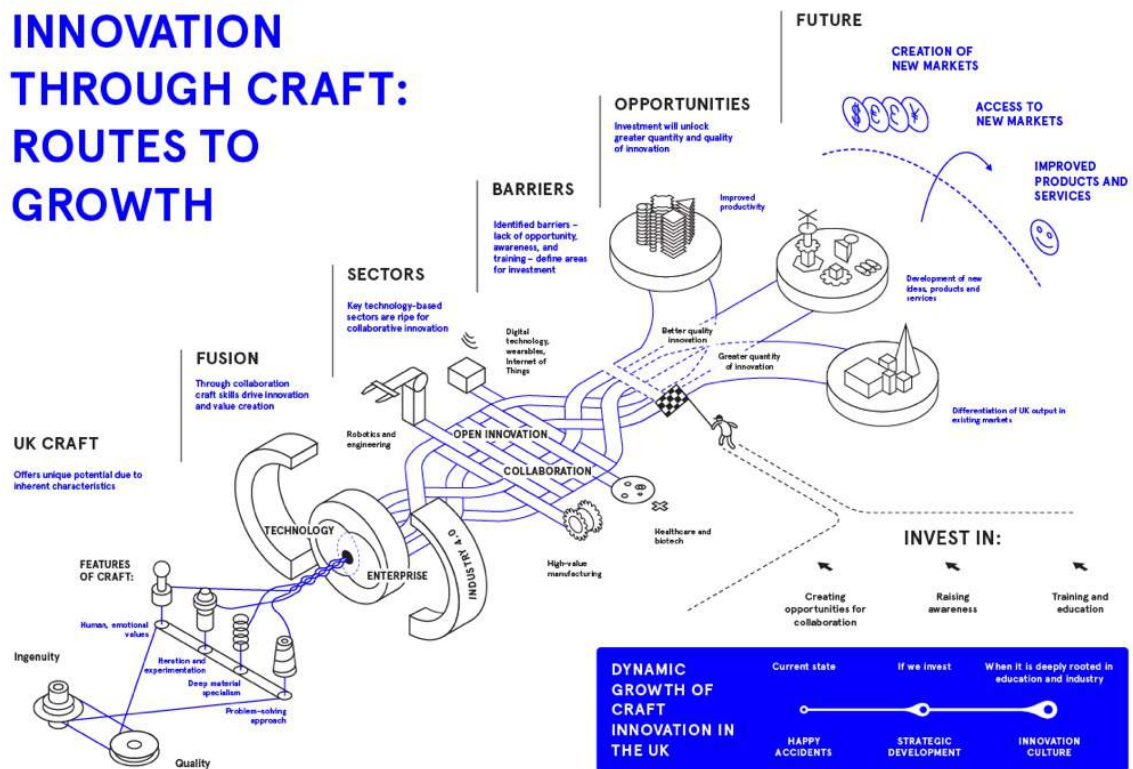 INNOVATION
THROUGH CRAFT:
ROUTES TO
GROWTH
UK CRAFT
Offers unique potential due to
inherent characteristics
FEATURES
OF CRAFT:
Human, emotional
values
Iteration and
experimentation
Deep material
specialism
Problem-solving
approach
Ingenuity
Quality
FUSION
Through collaboration
craft skills drive innovation
and value creation
TECHNOLOGY
ENTERPRISE
INDUSTRY 4.0
SECTORS
Key technology-based
sectors are ripe for
collaborative innovation
Robotics and
engineering
Digital
technology,
wearables,
Internet of
Things
OPEN INNOVATION
COLLABORATION
High-value
manufacturing
Healthcare and
biotech
BARRIERS
Identified barriers –
lack of opportunity,
awareness, and
training – define areas
for investment
OPPORTUNITIES
Investment will unlock
greater quantity and quality
of innovation
Improved
productivity
Better quality
innovation
Greater quantity
of innovation
Development of new
ideas, products and
services
Differentiation of UK output in
existing markets
FUTURE
CREATION OF
NEW MARKETS
$ € £ ¥
ACCESS TO
NEW MARKETS
IMPROVED
PRODUCTS AND
SERVICES
INVEST IN:
Creating
opportunities for
collaboration
Raising
awareness
Training and
education
DYNAMIC
GROWTH OF
CRAFT
INNOVATION IN
THE UK
Current state
If we invest
When it is deeply rooted in
education and industry
HAPPY
ACCIDENTS
STRATEGIC
DEVELOPMENT
INNOVATION
CULTURE